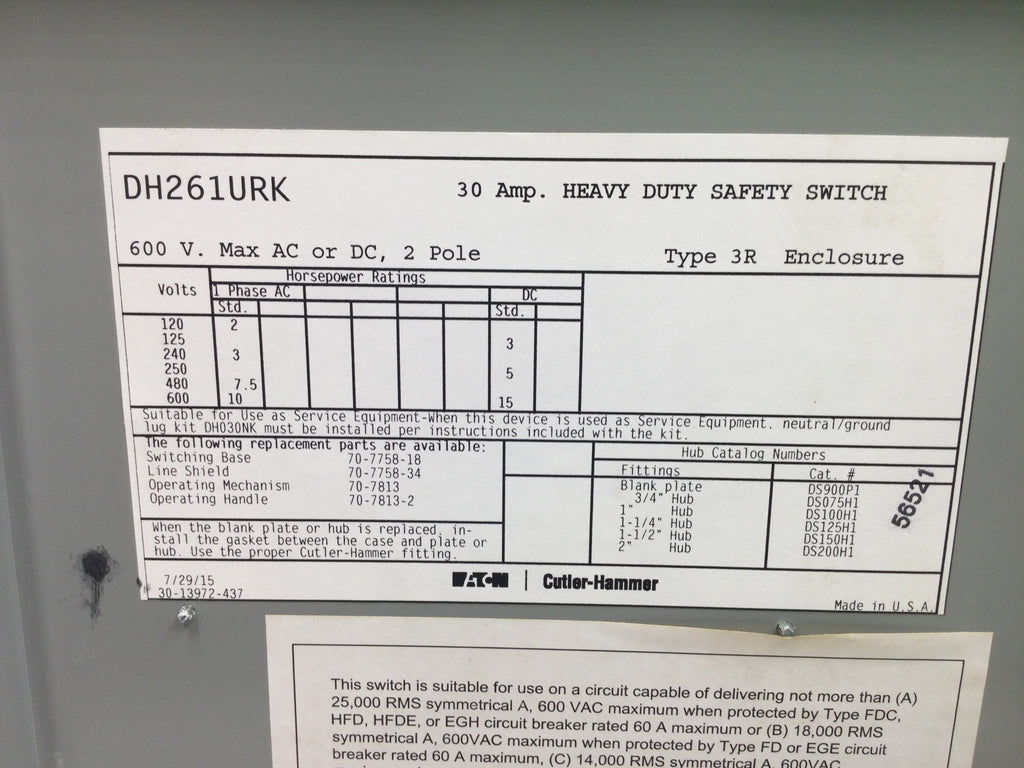 DH261URK 30 Amp. HEAVY DUTY SAFETY SWITCH
600 V. Max AC or DC, 2 Pole Type 3R Enclosure
Horsepower Ratings
Volts 1 Phase AC DC
Std. Std.
120 2
125 3
240 3
250 5
480 7.5
600 10 15
Suitable for Use as Service Equipment-When this device is used as Service Equipment. neutral/ground
lug kit DH030NK must be installed per instructions included with the kit.
The following replacement parts are available:
Switching Base 70-7758-18
Line Shield 70-7758-34
Operating Mechanism 70-7813
Operating Handle 70-7813-2
When the blank plate or hub is replaced, in-
stall the gasket between the case and plate or
hub. Use the proper Cutler-Hammer fitting.
Hub Catalog Numbers
Fittings Cat. #
Blank plate DS900P1
3/4" Hub DS075H1
1" Hub DS100H1
1-1/4" Hub DS125H1
1-1/2" Hub DS150H1
2" Hub DS200H1
56521
7/29/15
30-13972-437
EATON | Cutler-Hammer
Made in U.S.A.
This switch is suitable for use on a circuit capable of delivering not more than (A)
25,000 RMS symmetrical A, 600 VAC maximum when protected by Type FDC,
HFD, HFDE, or EGH circuit breaker rated 60 A maximum or (B) 18,000 RMS
symmetrical A, 600VAC maximum when protected by Type FD or EGE circuit
breaker rated 60 A maximum, (C) 14,000 RMS symmetrical A, 600VAC